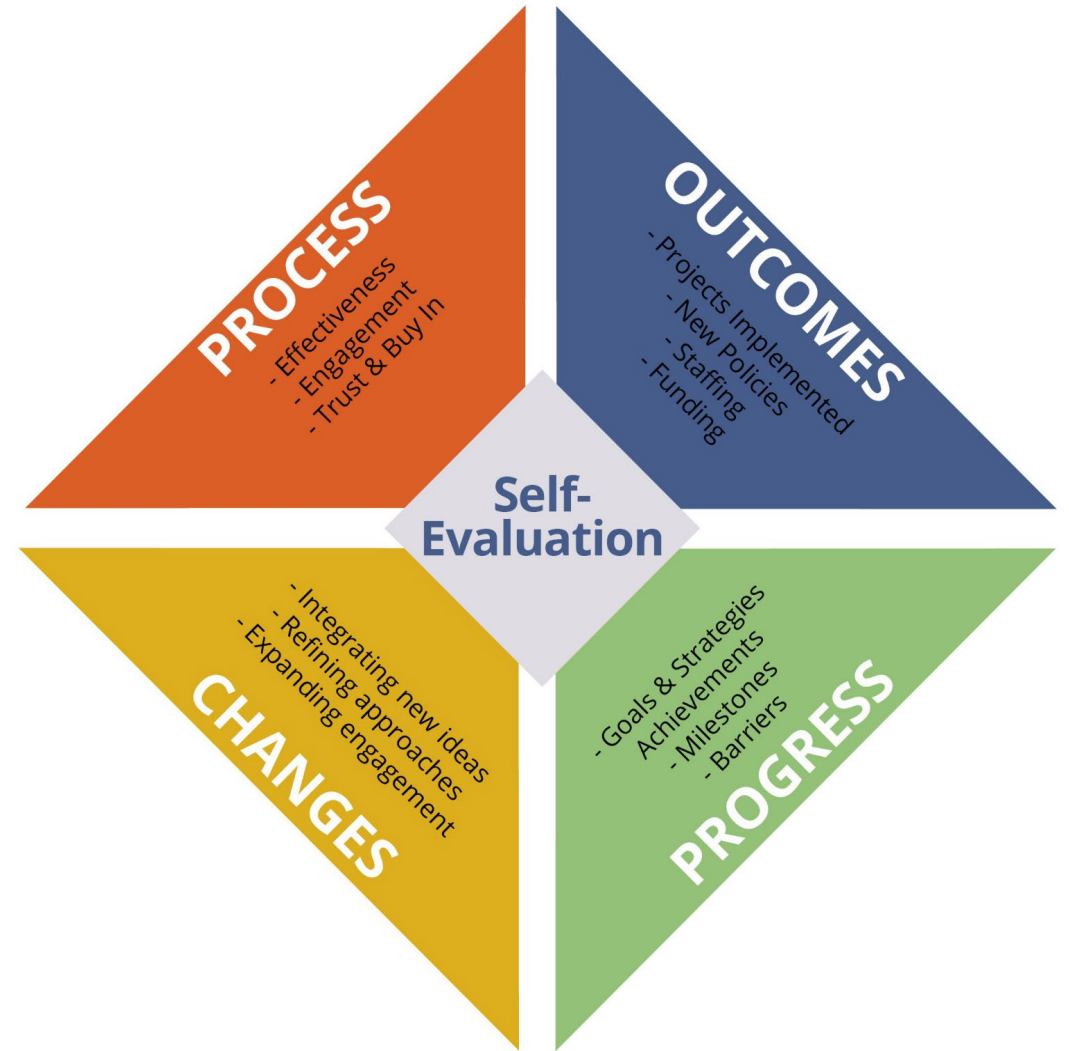 PROCESS
- Effectiveness
- Engagement
- Trust & Buy In
OUTCOMES
- Projects Implemented
- New Policies
- Staffing
- Funding
Self-
Evaluation
- Integrating new ideas
- Refining approaches
- Expanding engagement
CHANGES
- Goals & Strategies
Achievements
- Milestones
- Barriers
PROGRESS